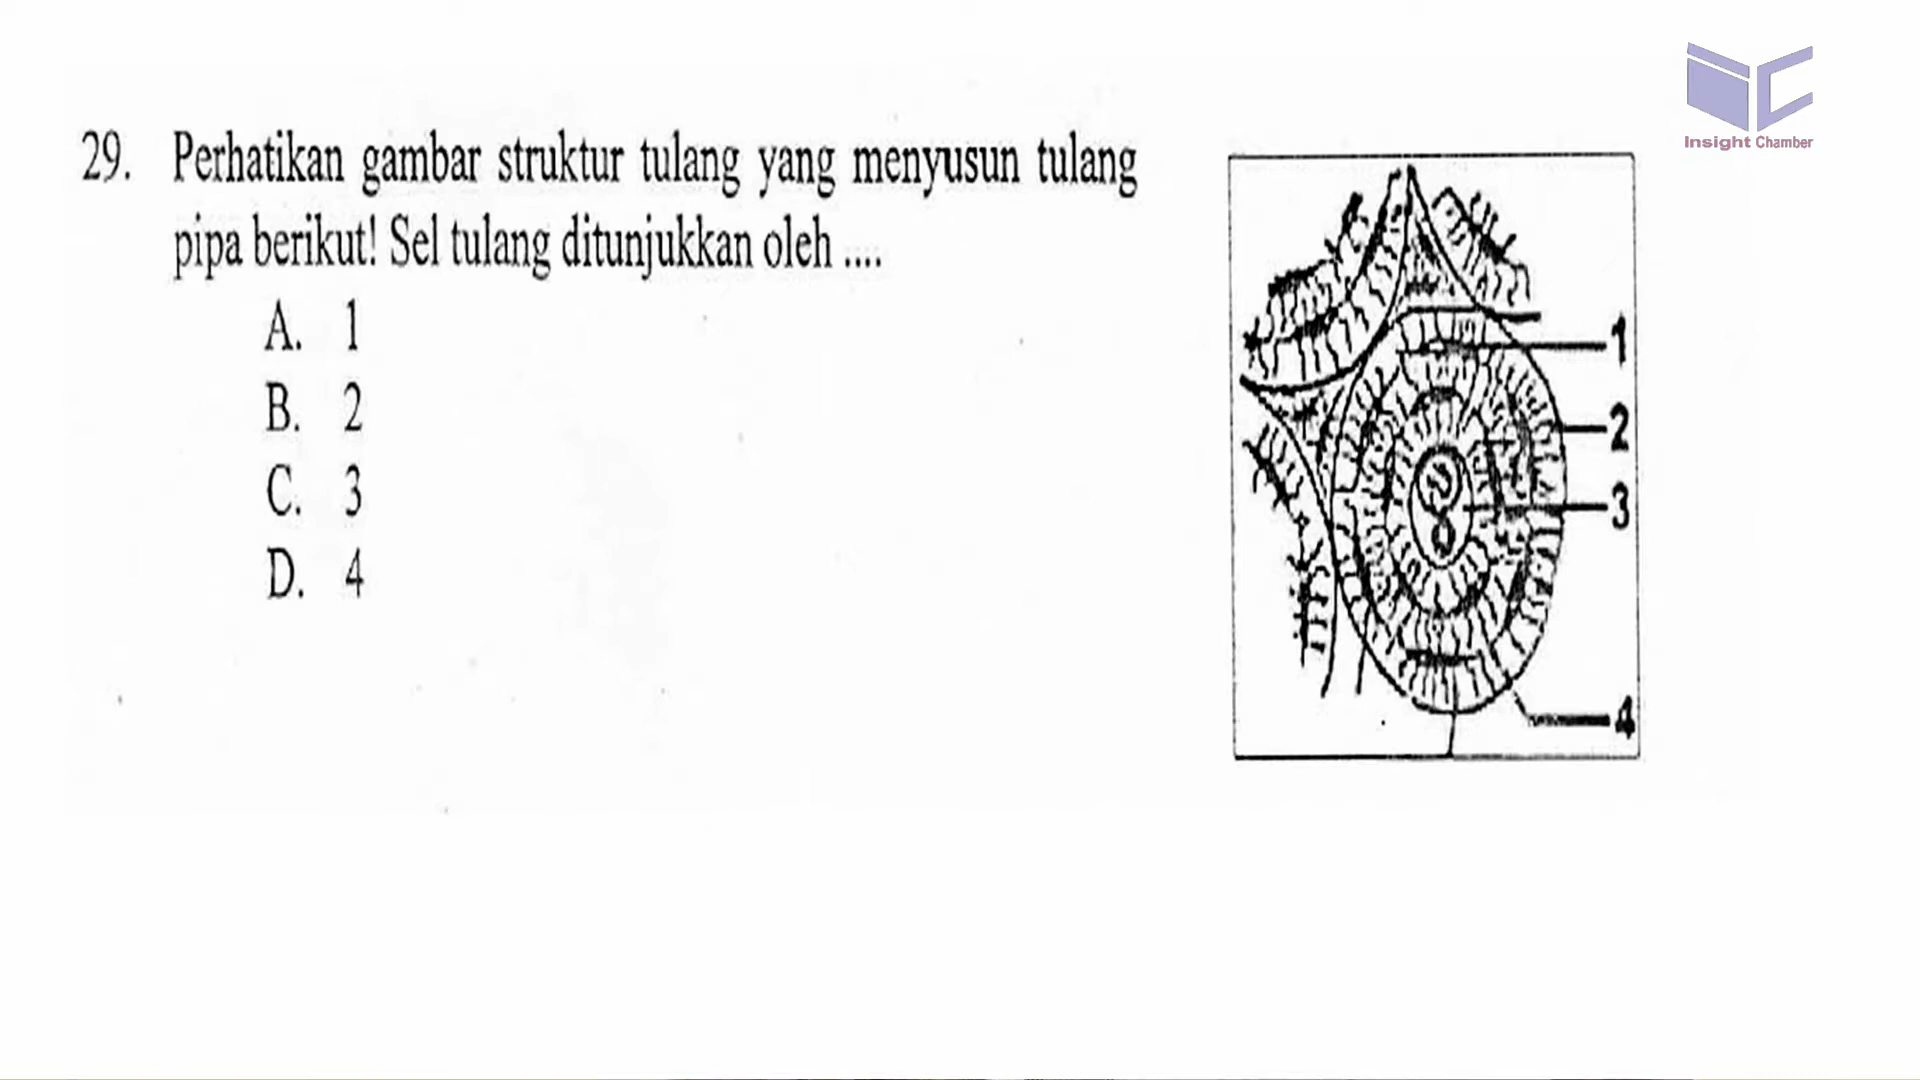 Insight Chamber
29. Perhatikan gambar struktur tulang yang menyusun tulang
pipa berikut! Sel tulang ditunjukkan oleh ....
A. 1
B. 2
C. 3
D. 4
1
2
3
4